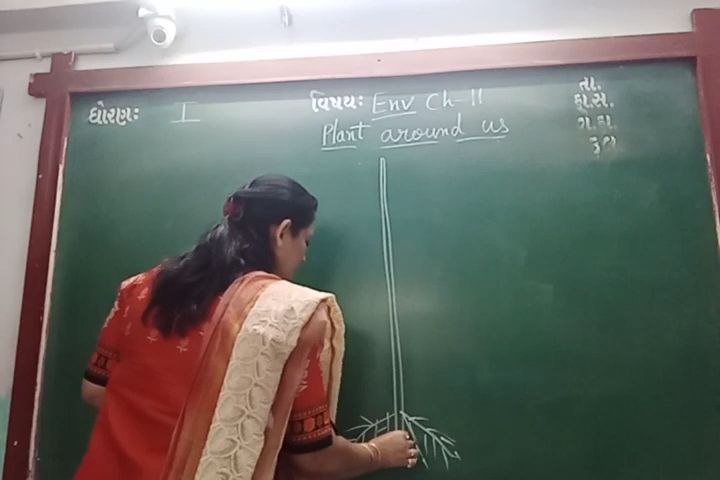 ધોરણઃ I
વિષયઃ Env Ch-11
Plant around us
તા.
ક્રા.સ.
ગે.હા.
કુલ